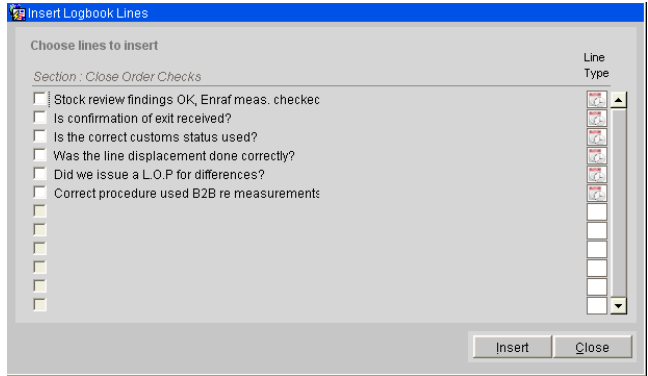 Insert Logbook Lines
Choose lines to insert
Line
Type
Section : Close Order Checks
Stock review findings OK, Enraf meas. checked
Is confirmation of exit received?
Is the correct customs status used?
Was the line displacement done correctly?
Did we issue a L.O.P for differences?
Correct procedure used B2B re measurements
Insert
Close